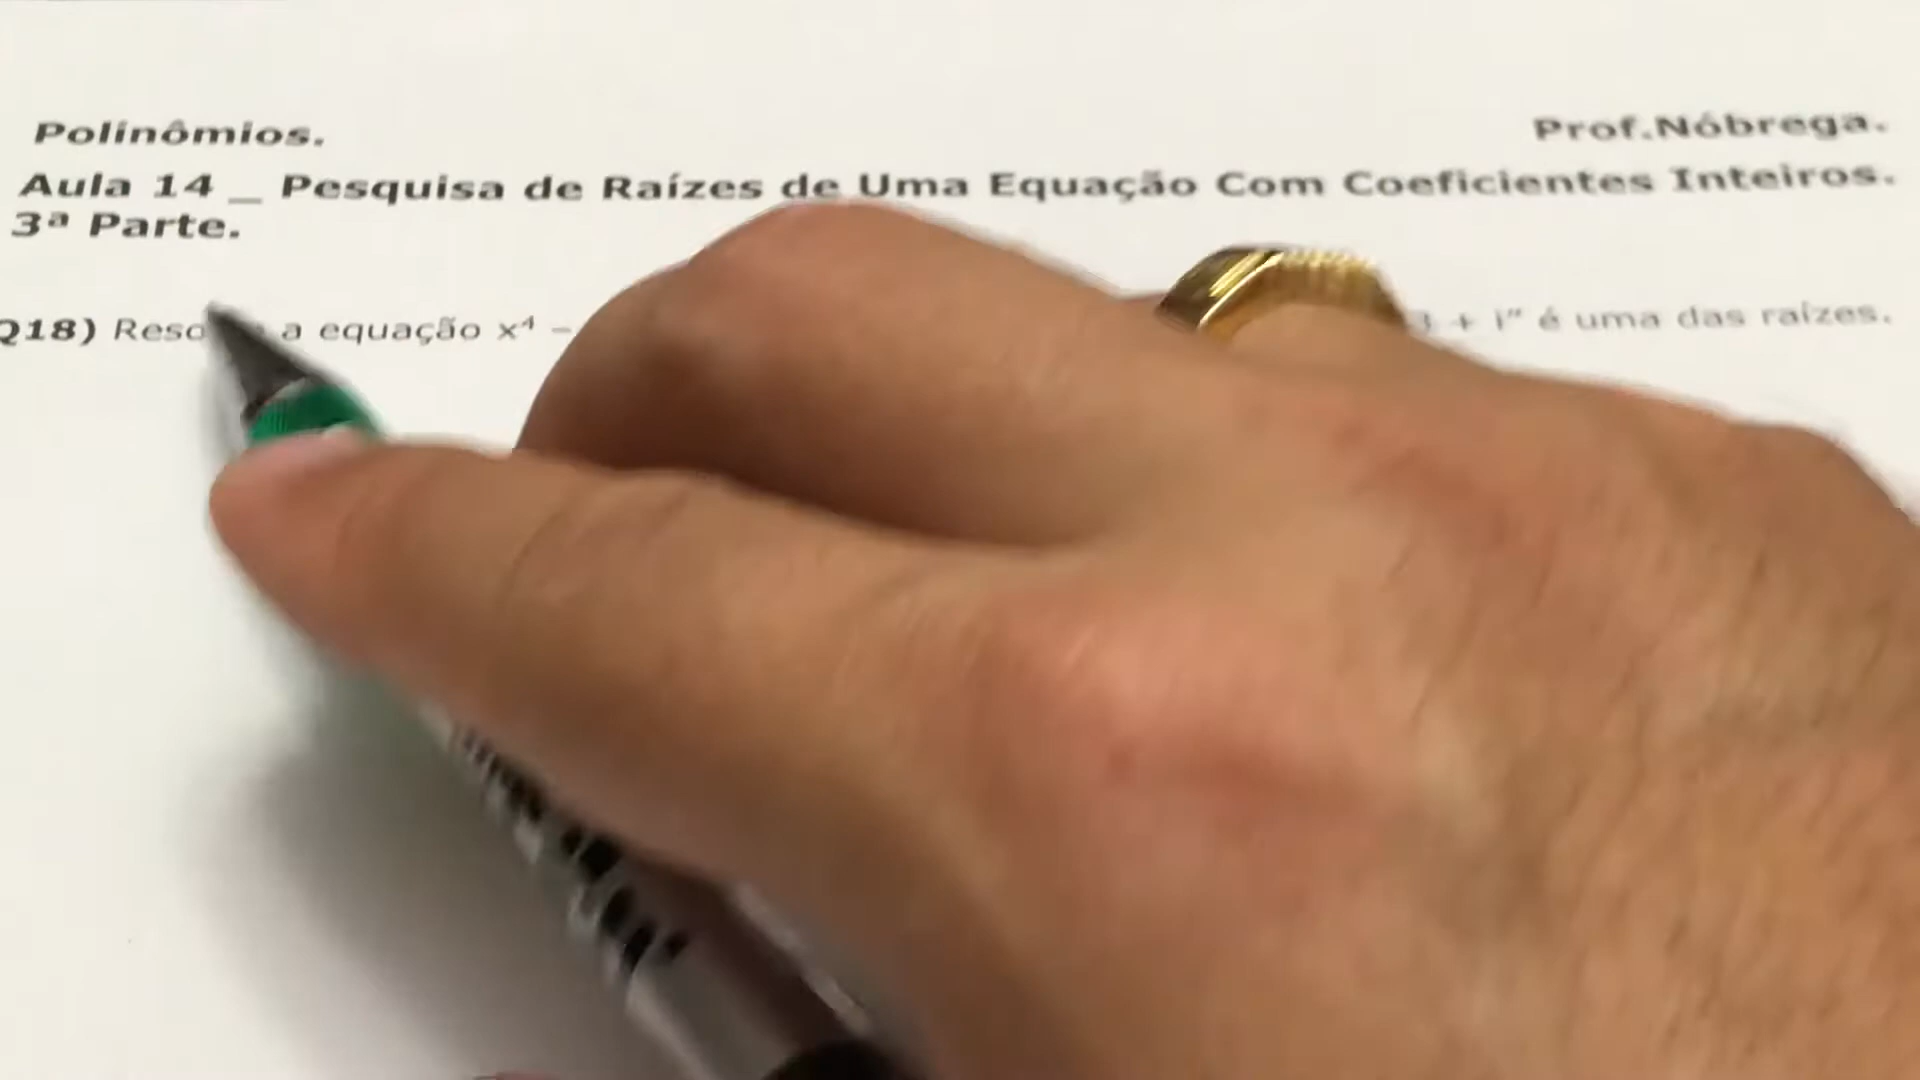 Polinômios.
Prof.Nóbrega.
Aula 14 _ Pesquisa de Raízes de Uma Equação Com Coeficientes Inteiros.
3ª Parte.
Q18) a equação x⁴ – + i” é uma das raízes.